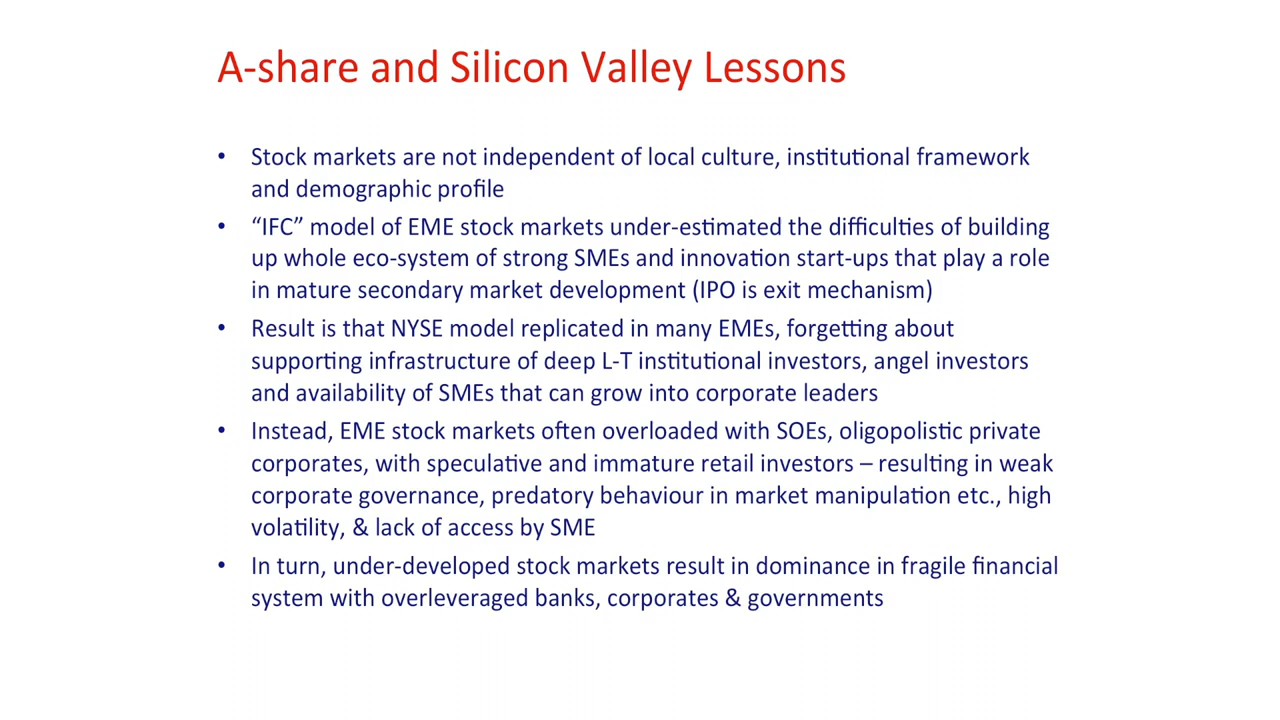 A-share and Silicon Valley Lessons
• Stock markets are not independent of local culture, institutional framework
and demographic profile
• “IFC” model of EME stock markets under-estimated the difficulties of building
up whole eco-system of strong SMEs and innovation start-ups that play a role
in mature secondary market development (IPO is exit mechanism)
• Result is that NYSE model replicated in many EMEs, forgetting about
supporting infrastructure of deep L-T institutional investors, angel investors
and availability of SMEs that can grow into corporate leaders
• Instead, EME stock markets often overloaded with SOEs, oligopolistic private
corporates, with speculative and immature retail investors – resulting in weak
corporate governance, predatory behaviour in market manipulation etc., high
volatility, & lack of access by SME
• In turn, under-developed stock markets result in dominance in fragile financial
system with overleveraged banks, corporates & governments